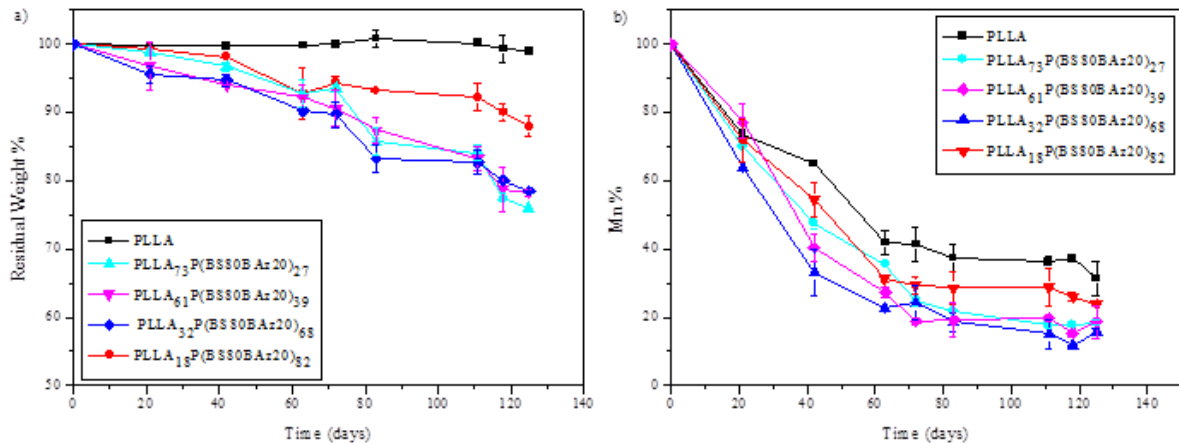 a)
100
90
80
70
60
50
Residual Weight %
PLLA
PLLA₇₃P(BS80BAz20)₂₇
PLLA₆₁P(BS80BAz20)₃₉
PLLA₃₂P(BS80BAz20)₆₈
PLLA₁₈P(BS80BAz20)₈₂
0 20 40 60 80 100 120 140
Time (days)
b)
100
80
60
40
20
0
Mn %
PLLA
PLLA₇₃P(BS80BAz20)₂₇
PLLA₆₁P(BS80BAz20)₃₉
PLLA₃₂P(BS80BAz20)₆₈
PLLA₁₈P(BS80BAz20)₈₂
0 20 40 60 80 100 120 140
Time (days)